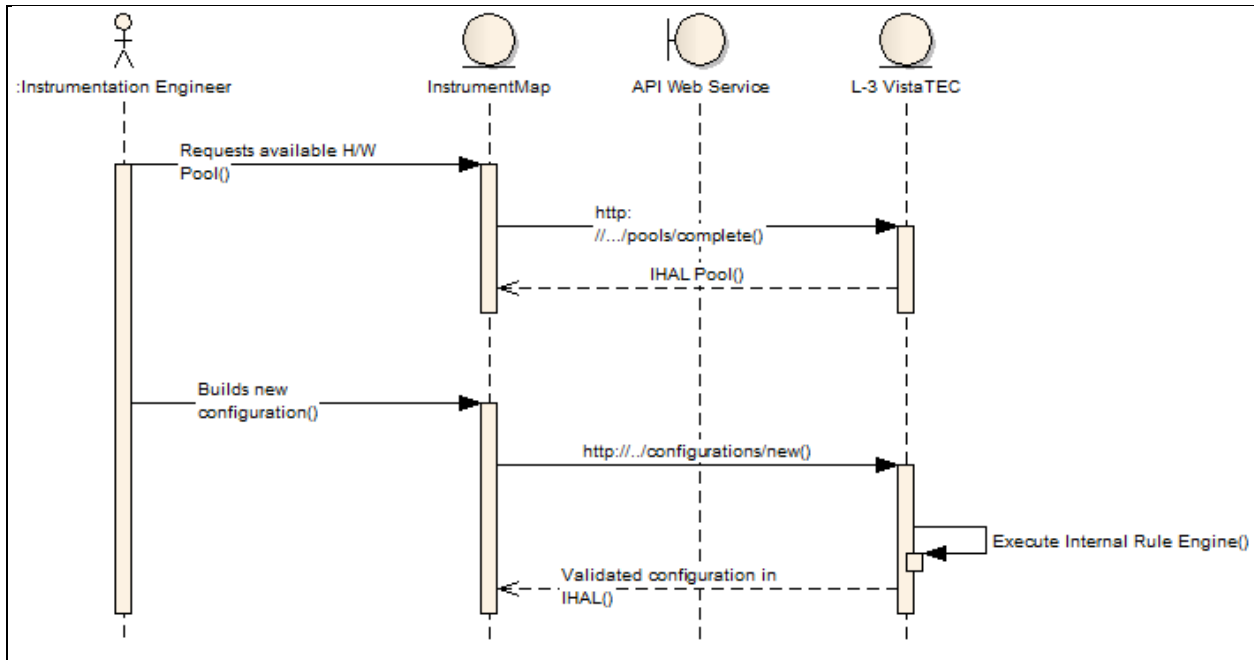 :Instrumentation Engineer
InstrumentMap
API Web Service
L-3 VistaTEC
Requests available H/W
Pool()
http:
//.../pools/complete()
IHAL Pool()
Builds new
configuration()
http://../configurations/new()
Execute Internal Rule Engine()
Validated configuration in
IHAL()